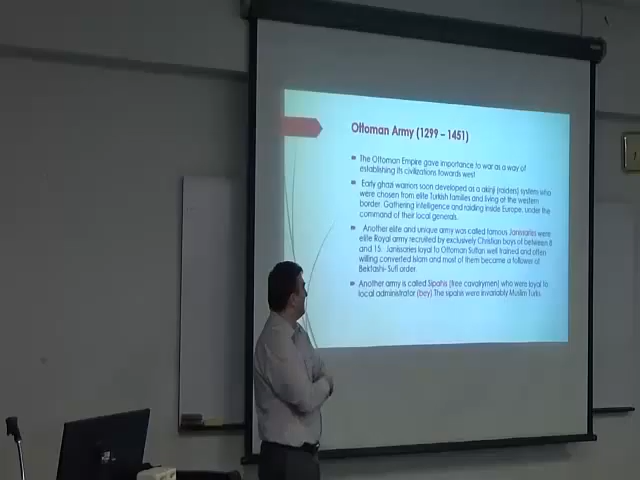 Ottoman Army (1299 – 1451)
The Ottoman Empire gave importance to war as a way of
establishing its civilizations towards west
Early ghazi warriors soon developed as a akinji (raiders) system who
were chosen from elite Turkish families and living at the western
border. Gathering intelligence and raiding inside Europe, under the
command of their local generals.
Another elite and unique army was called famous Janissaries were
elite Royal army recruited by exclusively Christian boys of between 8
and 15. Janissaries loyal to Ottoman Sultan well trained and often
willing converted Islam and most of them became a follower of
Bektashi-Sufi order.
Another army is called Sipahis (free cavalrymen) who were loyal to
local administrator (bey) The sipahis were invariably Muslim Turks.